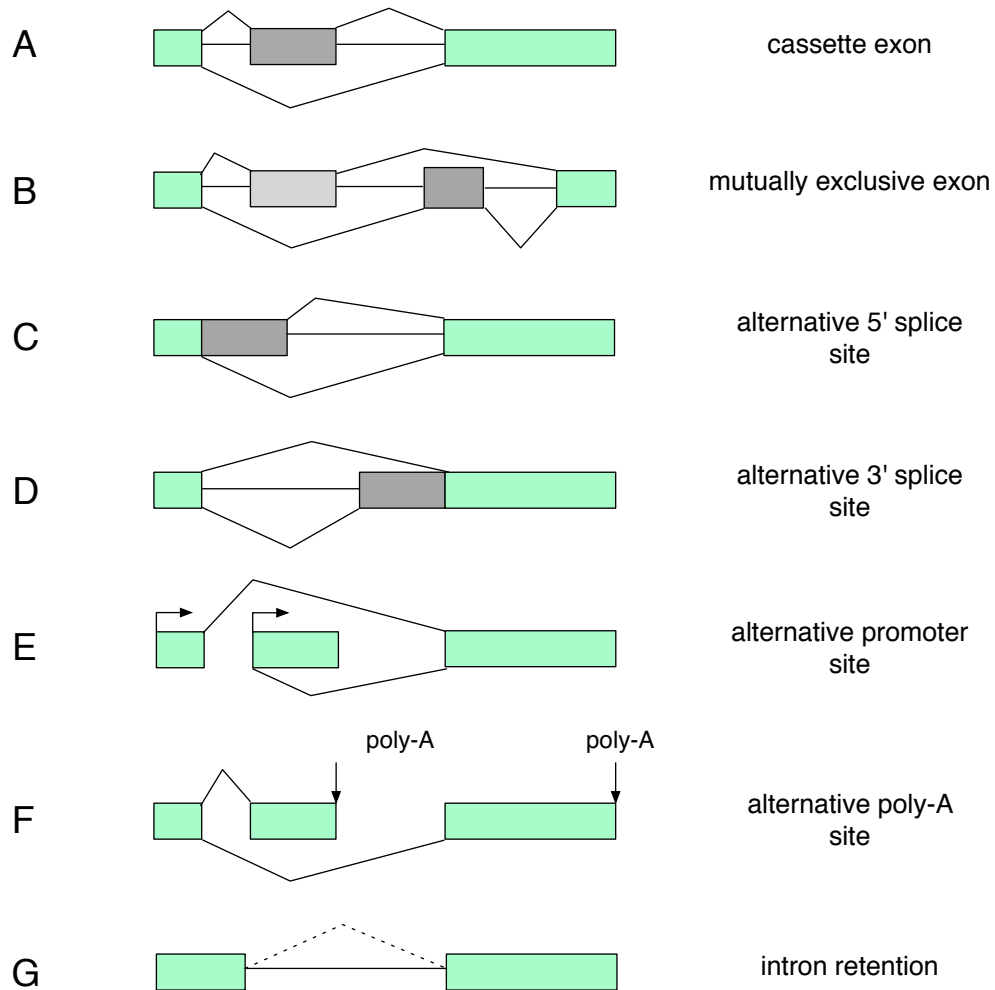 A
cassette exon
B
mutually exclusive exon
C
alternative 5' splice
site
D
alternative 3' splice
site
E
alternative promoter
site
poly-A poly-A
F
alternative poly-A
site
G
intron retention